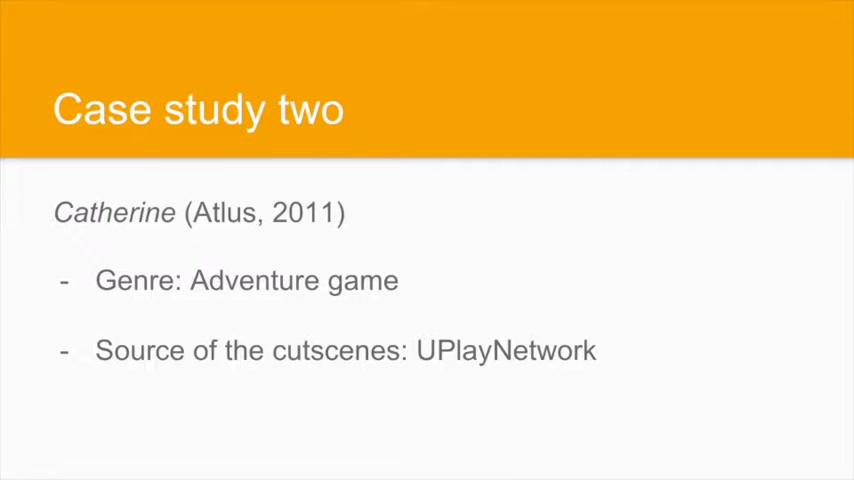 Case study two
Catherine (Atlus, 2011)
- Genre: Adventure game
- Source of the cutscenes: UPlayNetwork